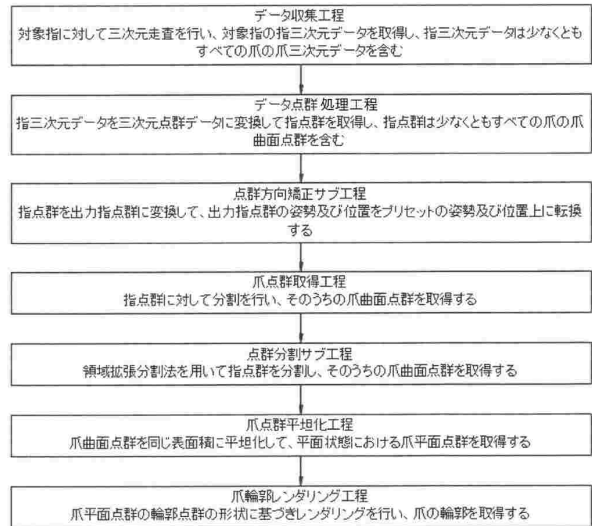 データ収集工程
対象指に対して三次元走査を行い、対象指の指三次元データを取得し、指三次元データは少なくとも
すべての爪の爪三次元データを含む
データ点群処理工程
指三次元データを三次元点群データに変換して指点群を取得し、指点群は少なくともすべての爪の爪
曲面点群を含む
点群方向矯正サブ工程
指点群を出力指点群に変換して、出力指点群の姿勢及び位置をプリセットの姿勢及び位置上に転換
する
爪点群取得工程
指点群に対して分割を行い、そのうちの爪曲面点群を取得する
点群分割サブ工程
領域拡張分割法を用いて指点群を分割し、そのうちの爪曲面点群を取得する
爪点群平坦化工程
爪曲面点群を同じ表面積に平坦化して、平面状態における爪平面点群を取得する
爪輪郭レンダリング工程
爪平面点群の輪郭点群の形状に基づきレンダリングを行い、爪の輪郭を取得する